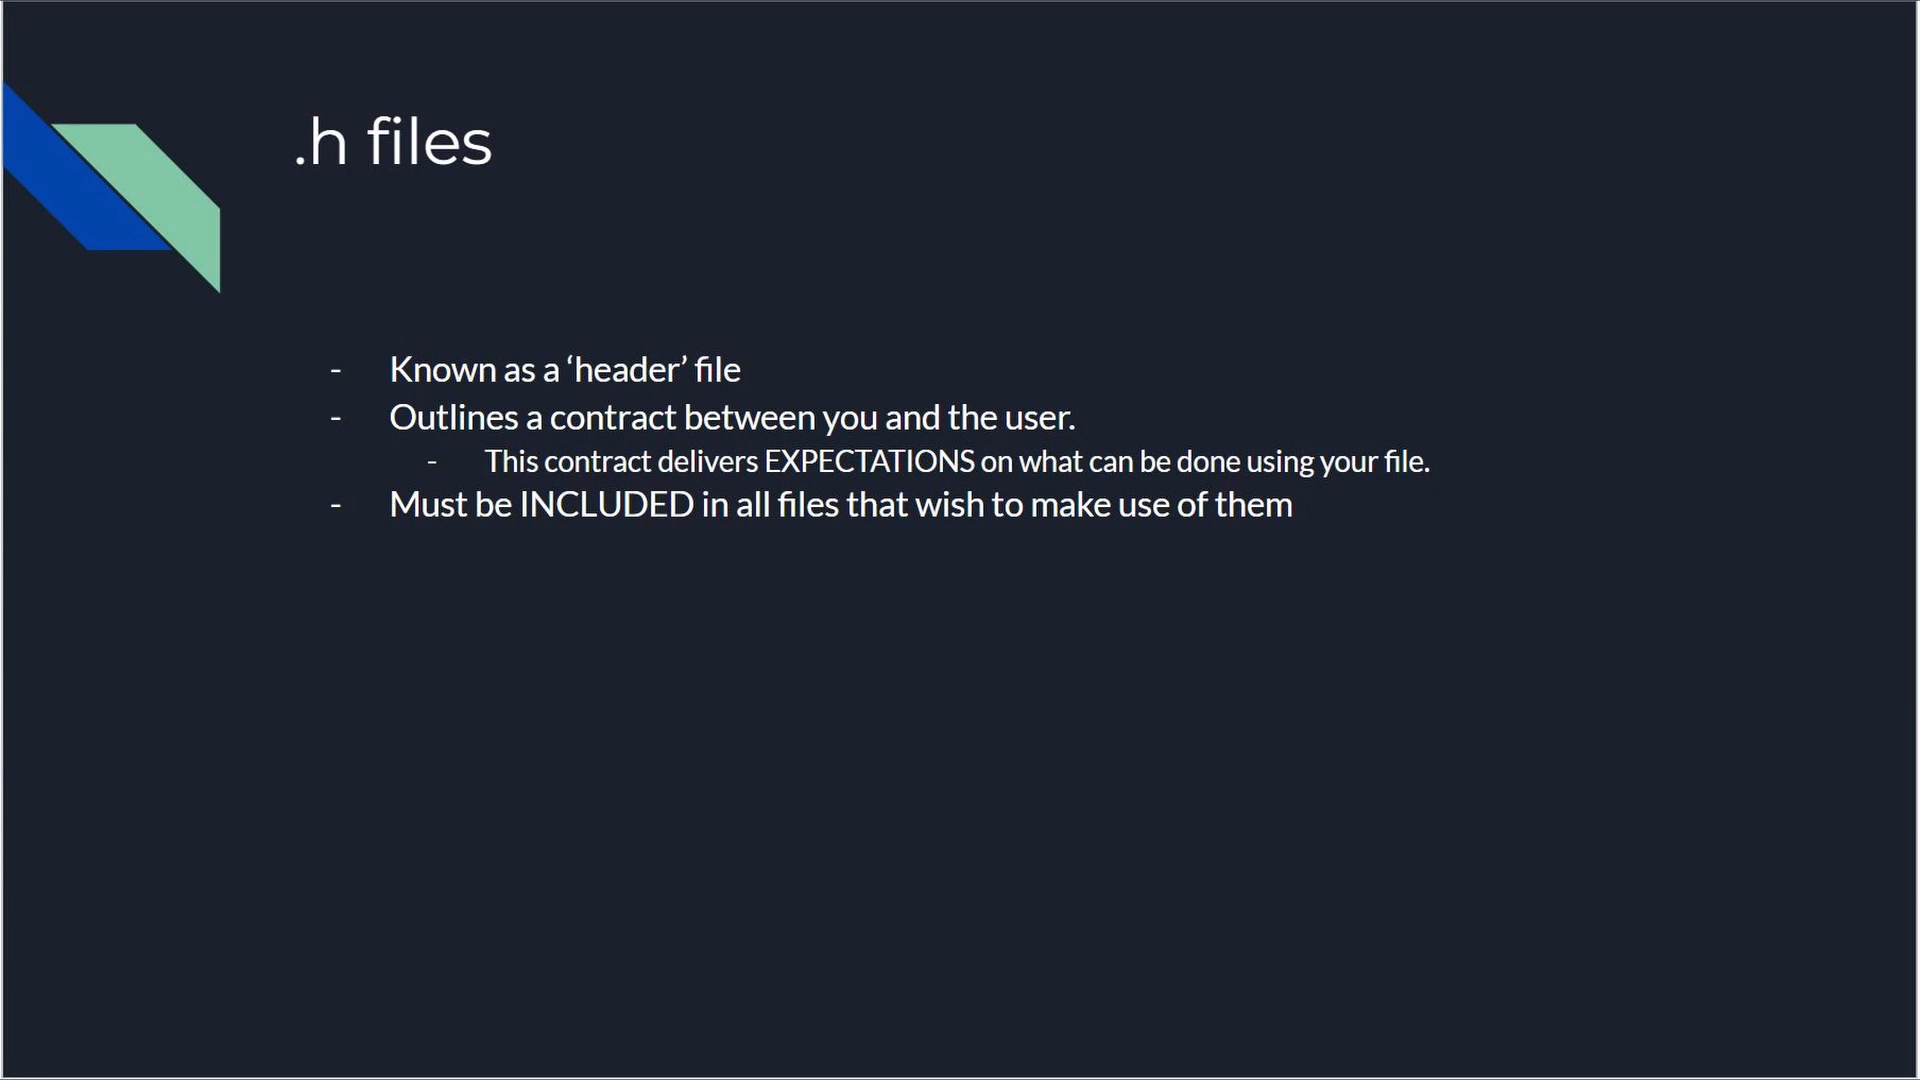 .h files
- Known as a ‘header’ file
- Outlines a contract between you and the user.
- This contract delivers EXPECTATIONS on what can be done using your file.
- Must be INCLUDED in all files that wish to make use of them